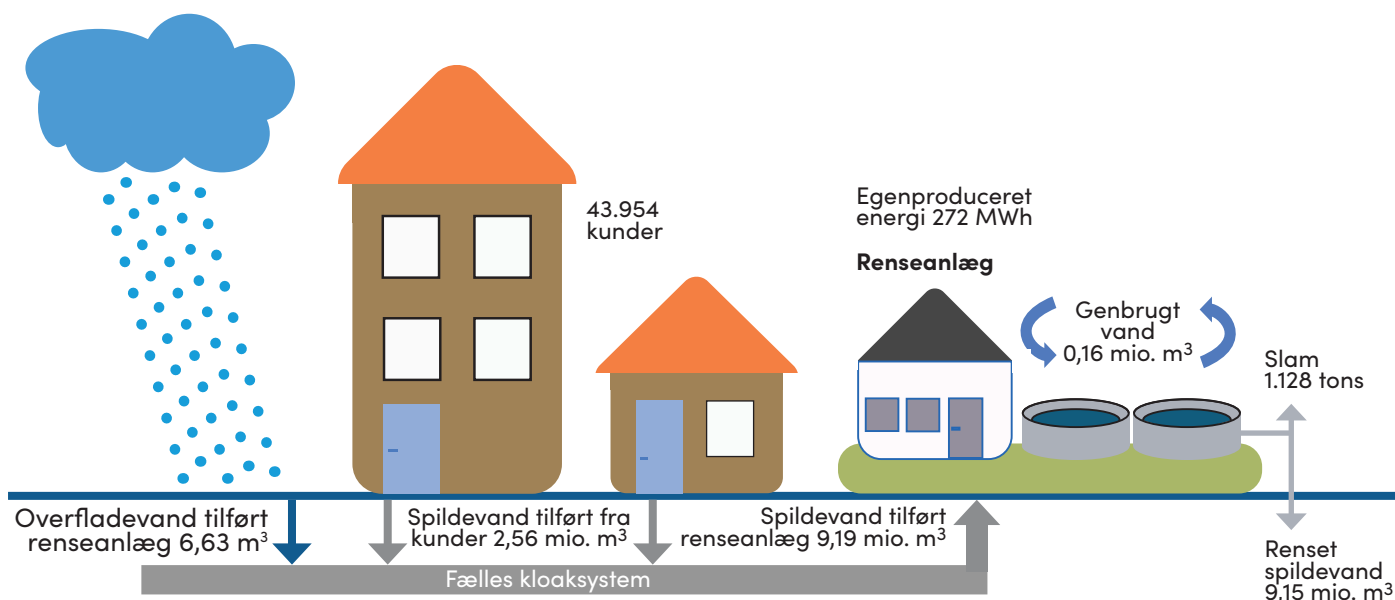 43.954
kunder
Egenproduceret
energi 272 MWh
Renseanlæg
Genbrugt
vand
0,16 mio. m³
Slam
1.128 tons
Overfladevand tilført
renseanlæg 6,63 m³
Spildevand tilført fra
kunder 2,56 mio. m³
Spildevand tilført
renseanlæg 9,19 mio. m³
Fælles kloaksystem
Renset
spildevand
9,15 mio. m³